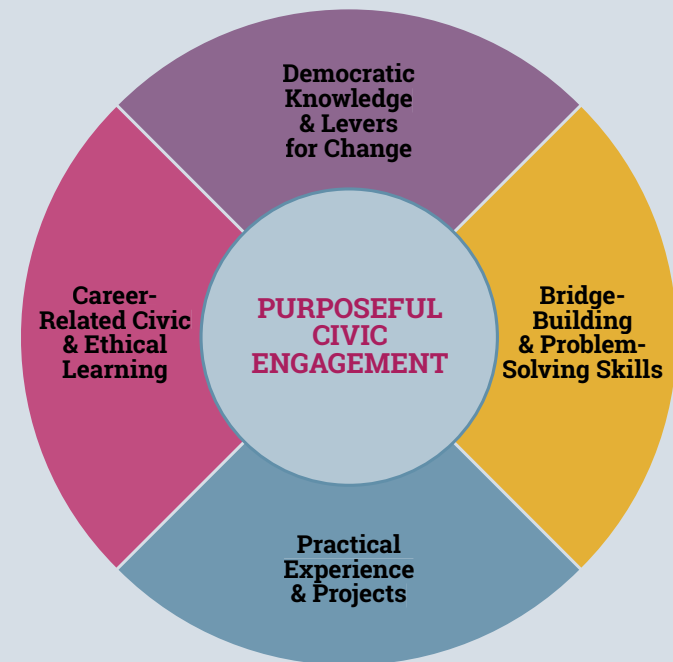 Democratic
Knowledge
& Levers
for Change
Career-
Related Civic
& Ethical
Learning
PURPOSEFUL
CIVIC
ENGAGEMENT
Bridge-
Building
& Problem-
Solving Skills
Practical
Experience
& Projects